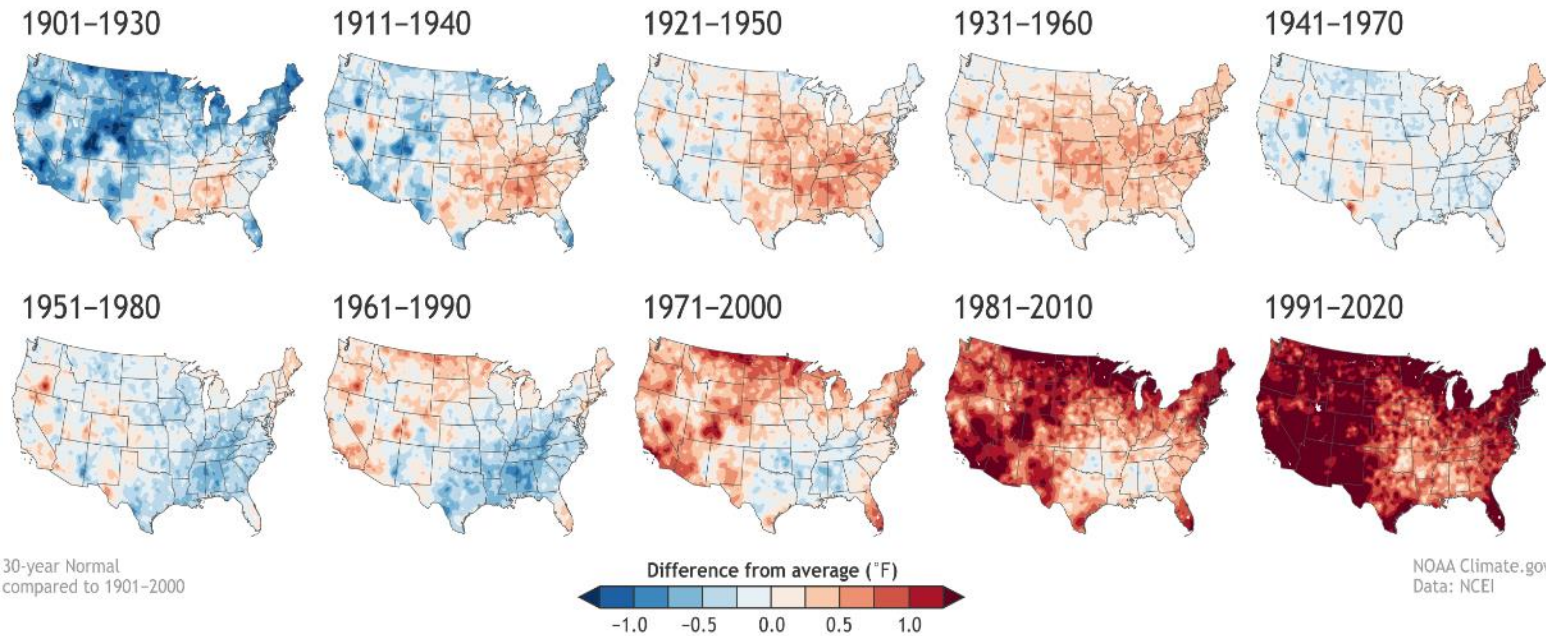 1901–1930
1911–1940
1921–1950
1931–1960
1941–1970
1951–1980
1961–1990
1971–2000
1981–2010
1991–2020
30-year Normal
compared to 1901–2000
Difference from average (°F)
-1.0 -0.5 0.0 0.5 1.0
NOAA Climate.gov
Data: NCEI